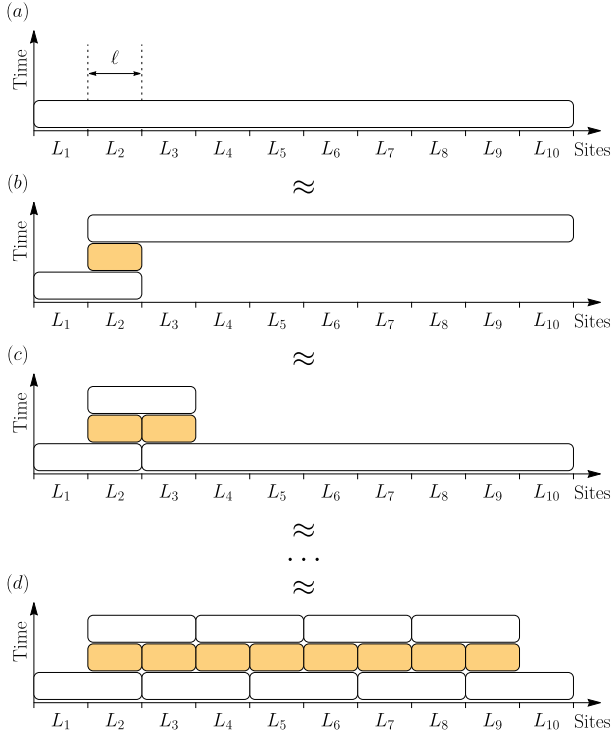 (a)
Time
ℓ
L₁ L₂ L₃ L₄ L₅ L₆ L₇ L₈ L₉ L₁₀ Sites
≈
(b)
Time
L₁ L₂ L₃ L₄ L₅ L₆ L₇ L₈ L₉ L₁₀ Sites
≈
(c)
Time
L₁ L₂ L₃ L₄ L₅ L₆ L₇ L₈ L₉ L₁₀ Sites
≈
···
≈
(d)
Time
L₁ L₂ L₃ L₄ L₅ L₆ L₇ L₈ L₉ L₁₀ Sites